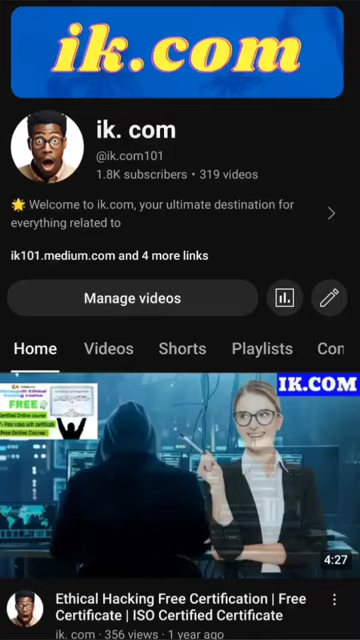 ik.com
ik. com
@ik.com101
1.8K subscribers • 319 videos
🌟 Welcome to ik.com, your ultimate destination for
everything related to
ik101.medium.com and 4 more links
Manage videos
Home Videos Shorts Playlists Con
IK.COM
FREE
4:27
Ethical Hacking Free Certification | Free
Certificate | ISO Certified Certificate
ik. com · 356 views · 1 year ago